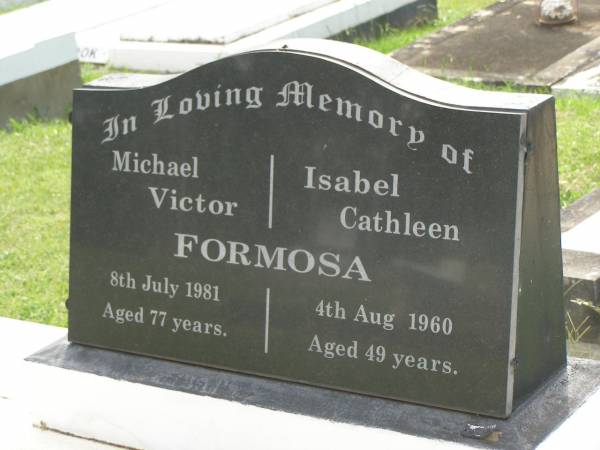 In Loving Memory of
Michael
Victor
Isabel
Cathleen
FORMOSA
8th July 1981
Aged 77 years.
4th Aug 1960
Aged 49 years.